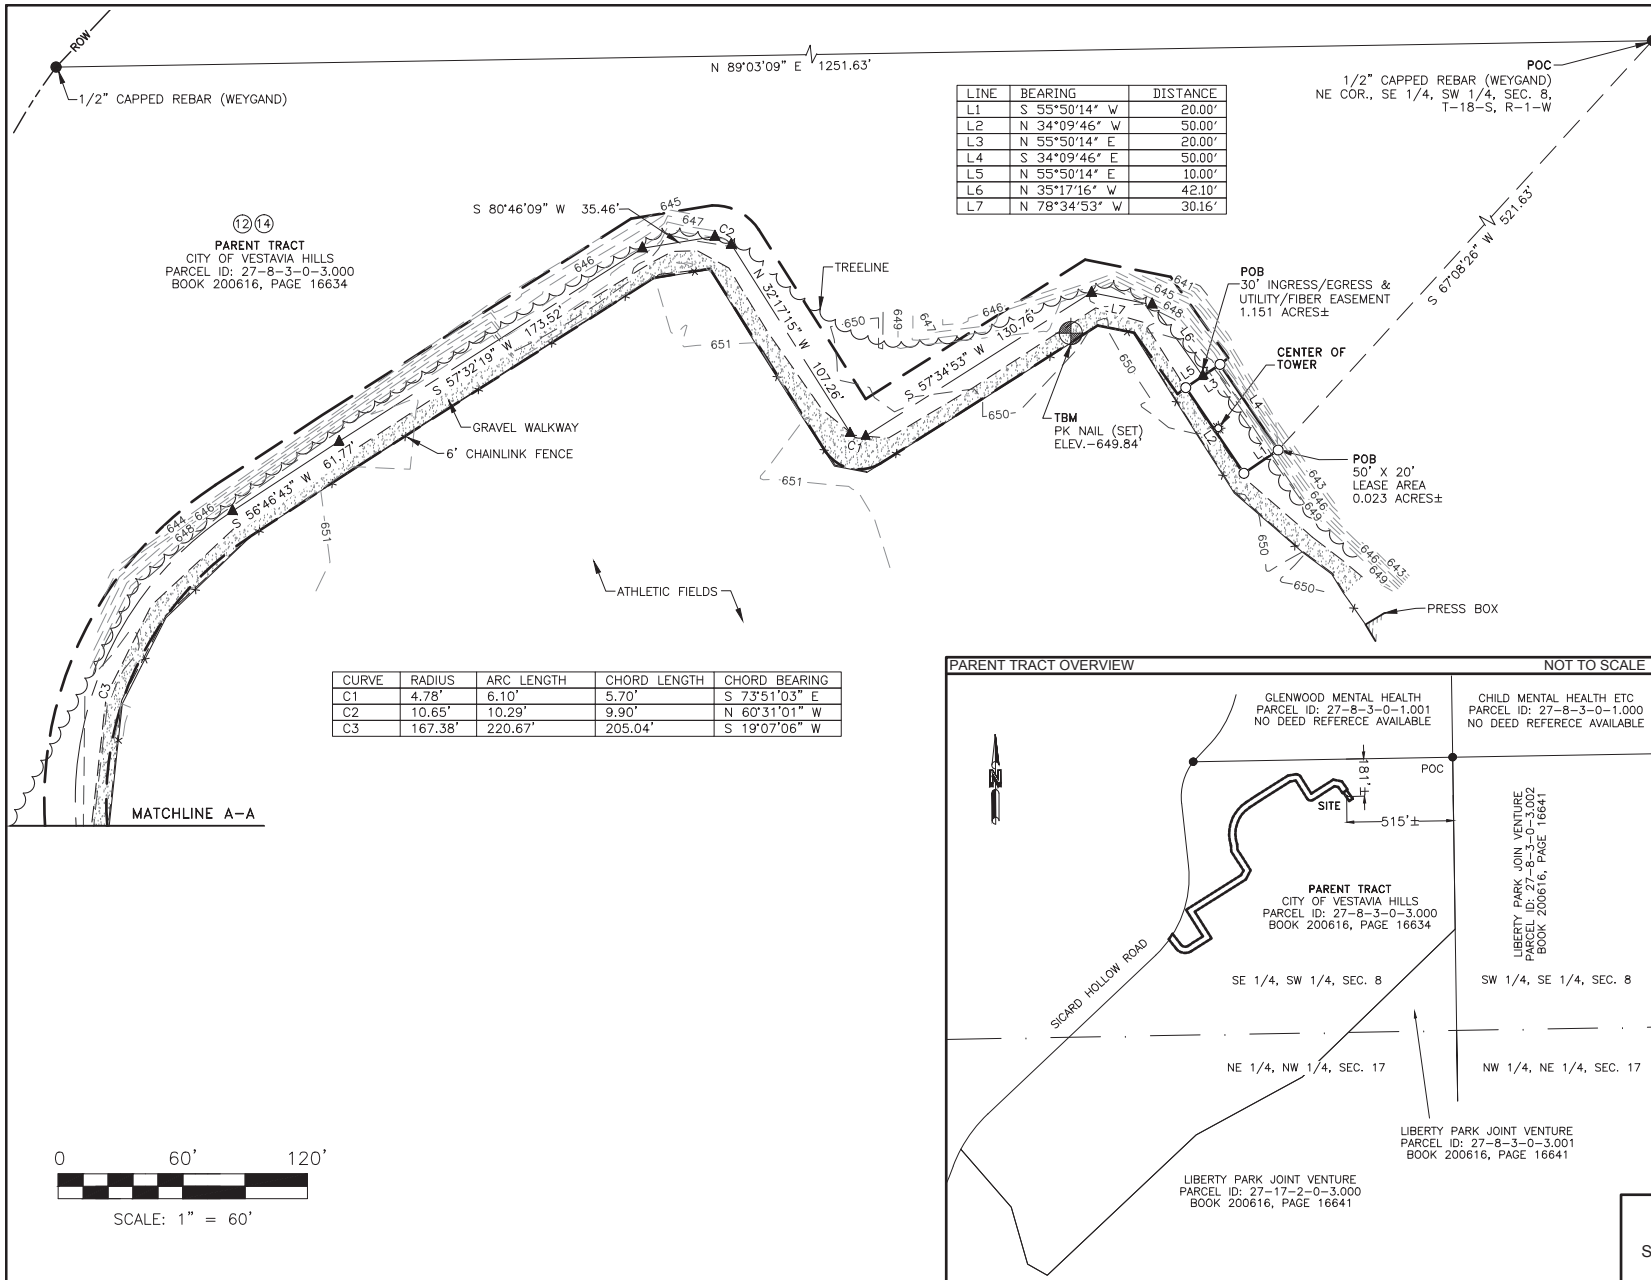 ROW
1/2" CAPPED REBAR (WEYGAND)
N 89°03'09" E 1251.63'
POC
1/2" CAPPED REBAR (WEYGAND)
NE COR., SE 1/4, SW 1/4, SEC. 8,
T-18-S, R-1-W
LINE BEARING DISTANCE
L1 S 55°50'14" W 20.00'
L2 N 34°09'46" W 50.00'
L3 N 55°50'14" E 20.00'
L4 S 34°09'46" E 50.00'
L5 N 55°50'14" E 10.00'
L6 N 35°17'16" W 42.10'
L7 N 78°34'53" W 30.16'
S 67°08'26" W 521.63'
12 14
PARENT TRACT
CITY OF VESTAVIA HILLS
PARCEL ID: 27-8-3-0-3.000
BOOK 200616, PAGE 16634
S 80°46'09" W 35.46'
645
647
C2
646
N 32°17'15" W 107.26'
TREELINE
650
649
647
646
645
641
648
POB
30' INGRESS/EGRESS &
UTILITY/FIBER EASEMENT
1.151 ACRES±
CENTER OF
TOWER
S 57°32'19" W 173.52'
651
S 57°34'53" W 130.76'
L7
L6
L5
L3
L4
L2
L1
650
650
TBM
PK NAIL (SET)
ELEV.-649.84'
POB
50' X 20'
LEASE AREA
0.023 ACRES±
GRAVEL WALKWAY
6' CHAINLINK FENCE
C1
651
S 56°46'43" W 61.77'
644
646
648
651
643
646
649
650
646
643
649
650
ATHLETIC FIELDS
PRESS BOX
C3
CURVE RADIUS ARC LENGTH CHORD LENGTH CHORD BEARING
C1 4.78' 6.10' 5.70' S 73°51'03" E
C2 10.65' 10.29' 9.90' N 60°31'01" W
C3 167.38' 220.67' 205.04' S 19°07'06" W
MATCHLINE A-A
PARENT TRACT OVERVIEW NOT TO SCALE
GLENWOOD MENTAL HEALTH
PARCEL ID: 27-8-3-0-1.001
NO DEED REFERECE AVAILABLE
CHILD MENTAL HEALTH ETC
PARCEL ID: 27-8-3-0-1.000
NO DEED REFERECE AVAILABLE
N
POC
181'±
SITE
515'±
LIBERTY PARK JOIN VENTURE
PARCEL ID: 27-8-3-0-3.002
BOOK 200616, PAGE 16641
PARENT TRACT
CITY OF VESTAVIA HILLS
PARCEL ID: 27-8-3-0-3.000
BOOK 200616, PAGE 16634
SICARD HOLLOW ROAD
SE 1/4, SW 1/4, SEC. 8
SW 1/4, SE 1/4, SEC. 8
NE 1/4, NW 1/4, SEC. 17
NW 1/4, NE 1/4, SEC. 17
LIBERTY PARK JOINT VENTURE
PARCEL ID: 27-8-3-0-3.001
BOOK 200616, PAGE 16641
LIBERTY PARK JOINT VENTURE
PARCEL ID: 27-17-2-0-3.000
BOOK 200616, PAGE 16641
0 60' 120'
SCALE: 1" = 60'
S